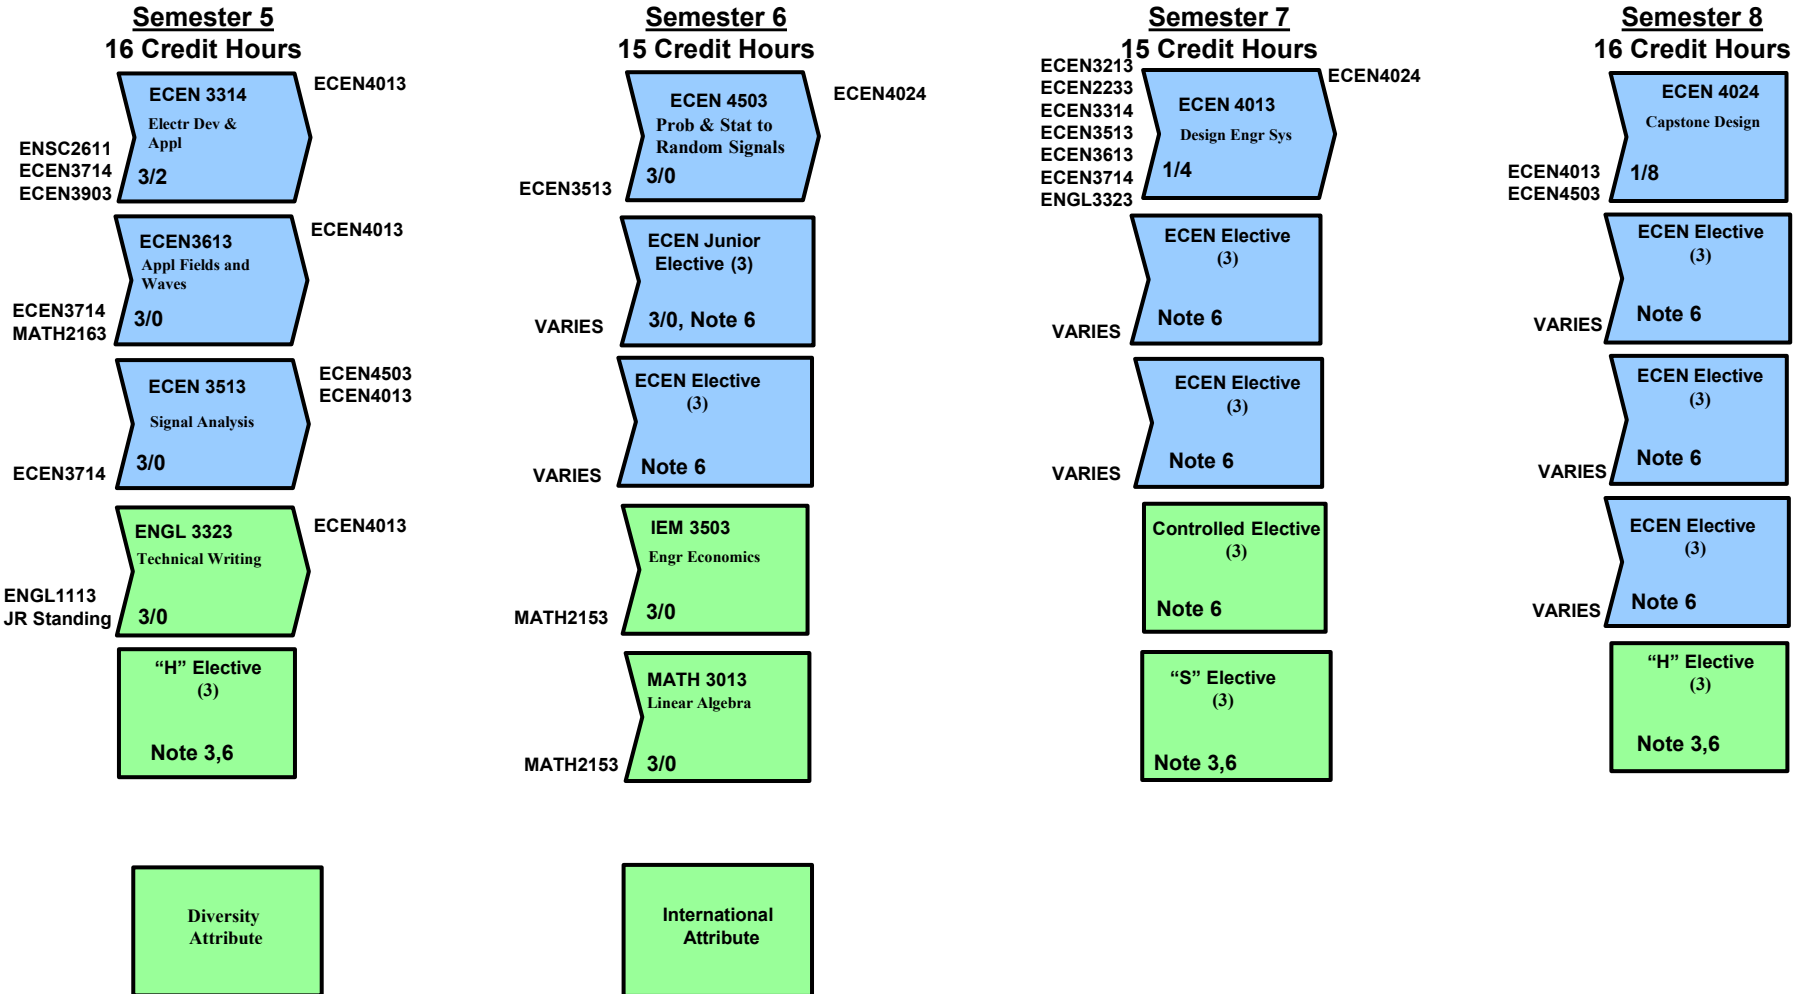 Semester 5
16 Credit Hours
ECEN 3314
Electr Dev &
Appl
3/2
ECEN4013
ENSC2611
ECEN3714
ECEN3903
ECEN3613
Appl Fields and
Waves
3/0
ECEN4013
ECEN3714
MATH2163
ECEN 3513
Signal Analysis
3/0
ECEN4503
ECEN4013
ECEN3714
ENGL 3323
Technical Writing
3/0
ECEN4013
ENGL1113
JR Standing
“H” Elective
(3)
Note 3,6
Diversity
Attribute
Semester 6
15 Credit Hours
ECEN 4503
Prob & Stat to
Random Signals
3/0
ECEN4024
ECEN3513
ECEN Junior
Elective (3)
3/0, Note 6
VARIES
ECEN Elective
(3)
Note 6
VARIES
IEM 3503
Engr Economics
3/0
MATH2153
MATH 3013
Linear Algebra
3/0
MATH2153
International
Attribute
Semester 7
15 Credit Hours
ECEN3213
ECEN2233
ECEN3314
ECEN3513
ECEN3613
ECEN3714
ENGL3323
ECEN 4013
Design Engr Sys
1/4
ECEN4024
ECEN Elective
(3)
Note 6
VARIES
ECEN Elective
(3)
Note 6
VARIES
Controlled Elective
(3)
Note 6
“S” Elective
(3)
Note 3,6
Semester 8
16 Credit Hours
ECEN 4024
Capstone Design
1/8
ECEN4013
ECEN4503
ECEN Elective
(3)
Note 6
VARIES
ECEN Elective
(3)
Note 6
VARIES
ECEN Elective
(3)
Note 6
VARIES
“H” Elective
(3)
Note 3,6